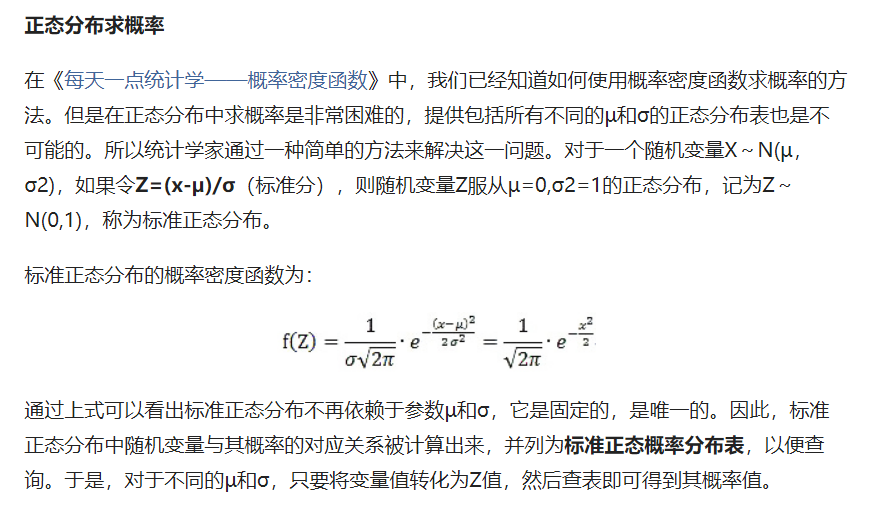 正态分布求概率
在《每天一点统计学——概率密度函数》中，我们已经知道如何使用概率密度函数求概率的方
法。但是在正态分布中求概率是非常困难的，提供包括所有不同的μ和σ的正态分布表也是不
可能的。所以统计学家通过一种简单的方法来解决这一问题。对于一个随机变量X～N(μ，
σ2)，如果令Z=(x-μ)/σ（标准分），则随机变量Z服从μ=0,σ2=1的正态分布，记为Z～
N(0,1)，称为标准正态分布。
标准正态分布的概率密度函数为：
f(Z) = \frac{1}{σ\sqrt{2π}} · e^{-\frac{(x-μ)^2}{2σ^2}} = \frac{1}{\sqrt{2π}} · e^{-\frac{x^2}{2}}
通过上式可以看出标准正态分布不再依赖于参数μ和σ，它是固定的，是唯一的。因此，标准
正态分布中随机变量与其概率的对应关系被计算出来，并列为标准正态概率分布表，以便查
询。于是，对于不同的μ和σ，只要将变量值转化为Z值，然后查表即可得到其概率值。